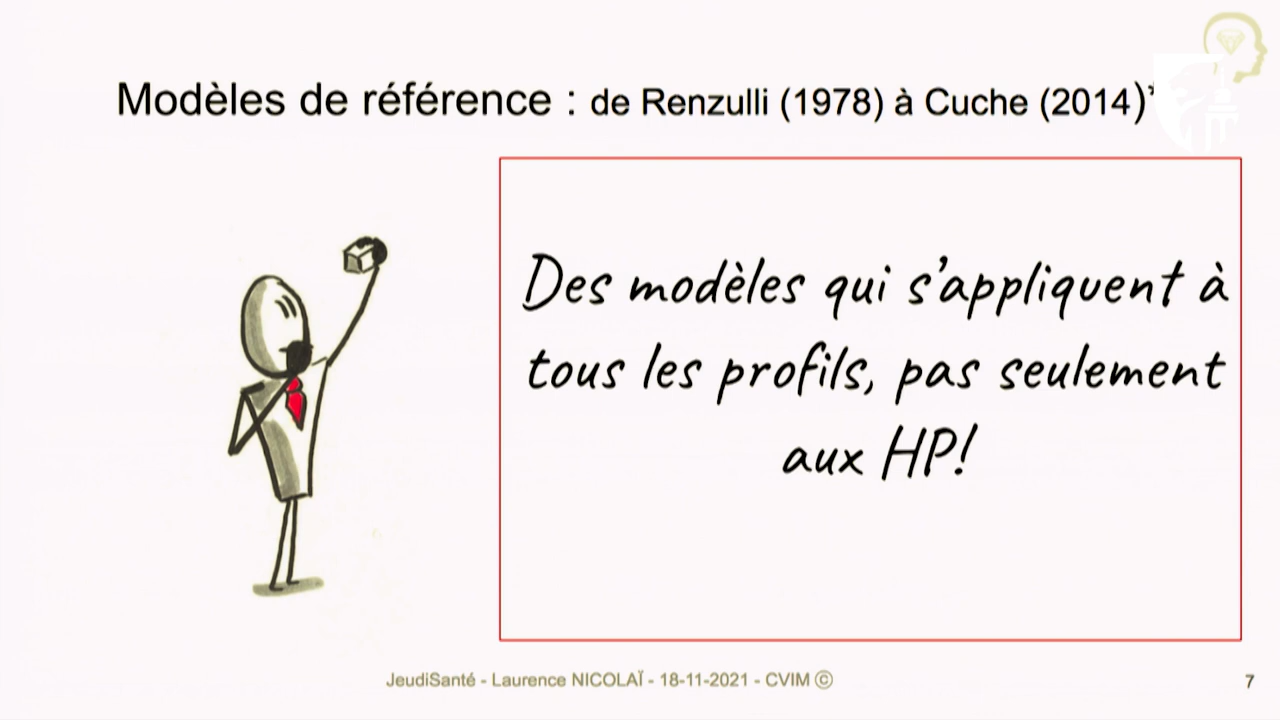 Modèles de référence : de Renzulli (1978) à Cuche (2014)*
Des modèles qui s'appliquent à
tous les profils, pas seulement
aux HP!
JeudiSanté - Laurence NICOLAÏ - 18-11-2021 - CVIM ©
7